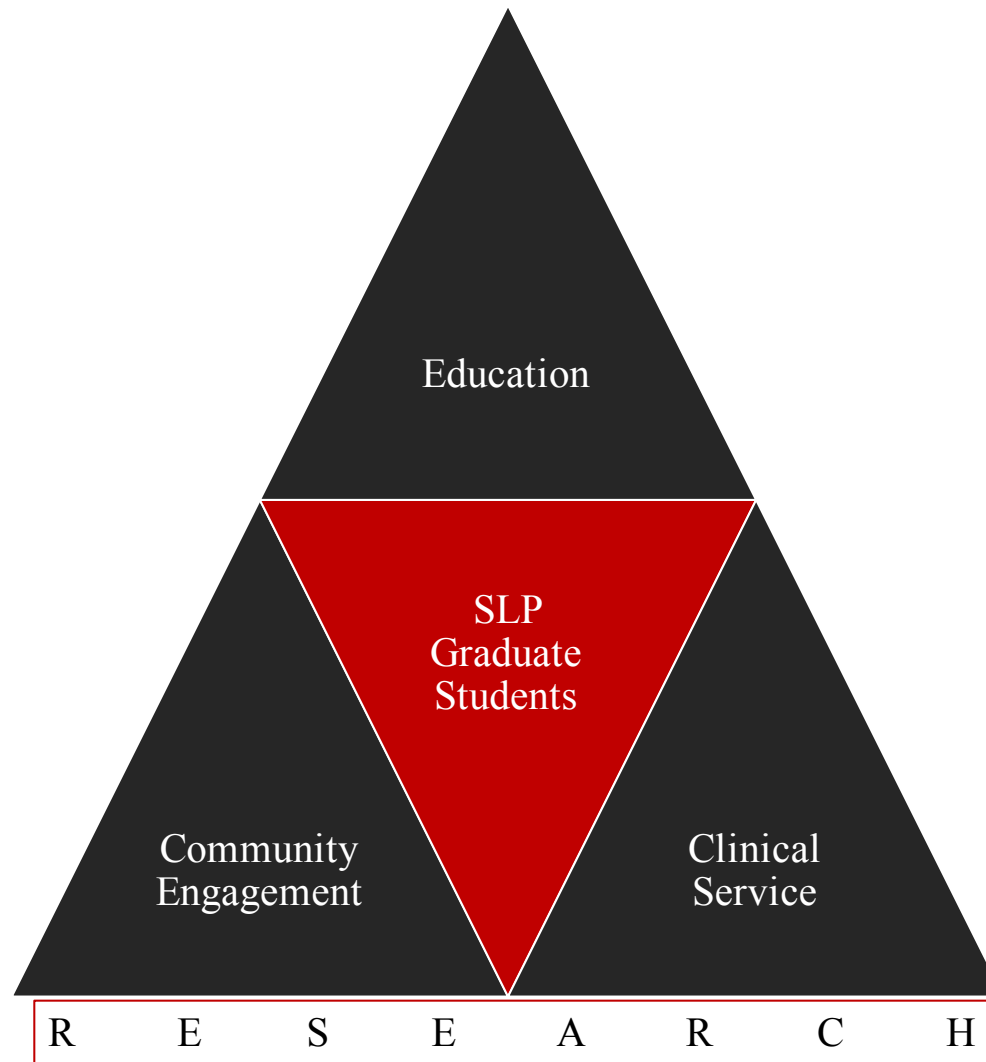 Education
SLP
Graduate
Students
Community
Engagement
Clinical
Service
R E S E A R C H